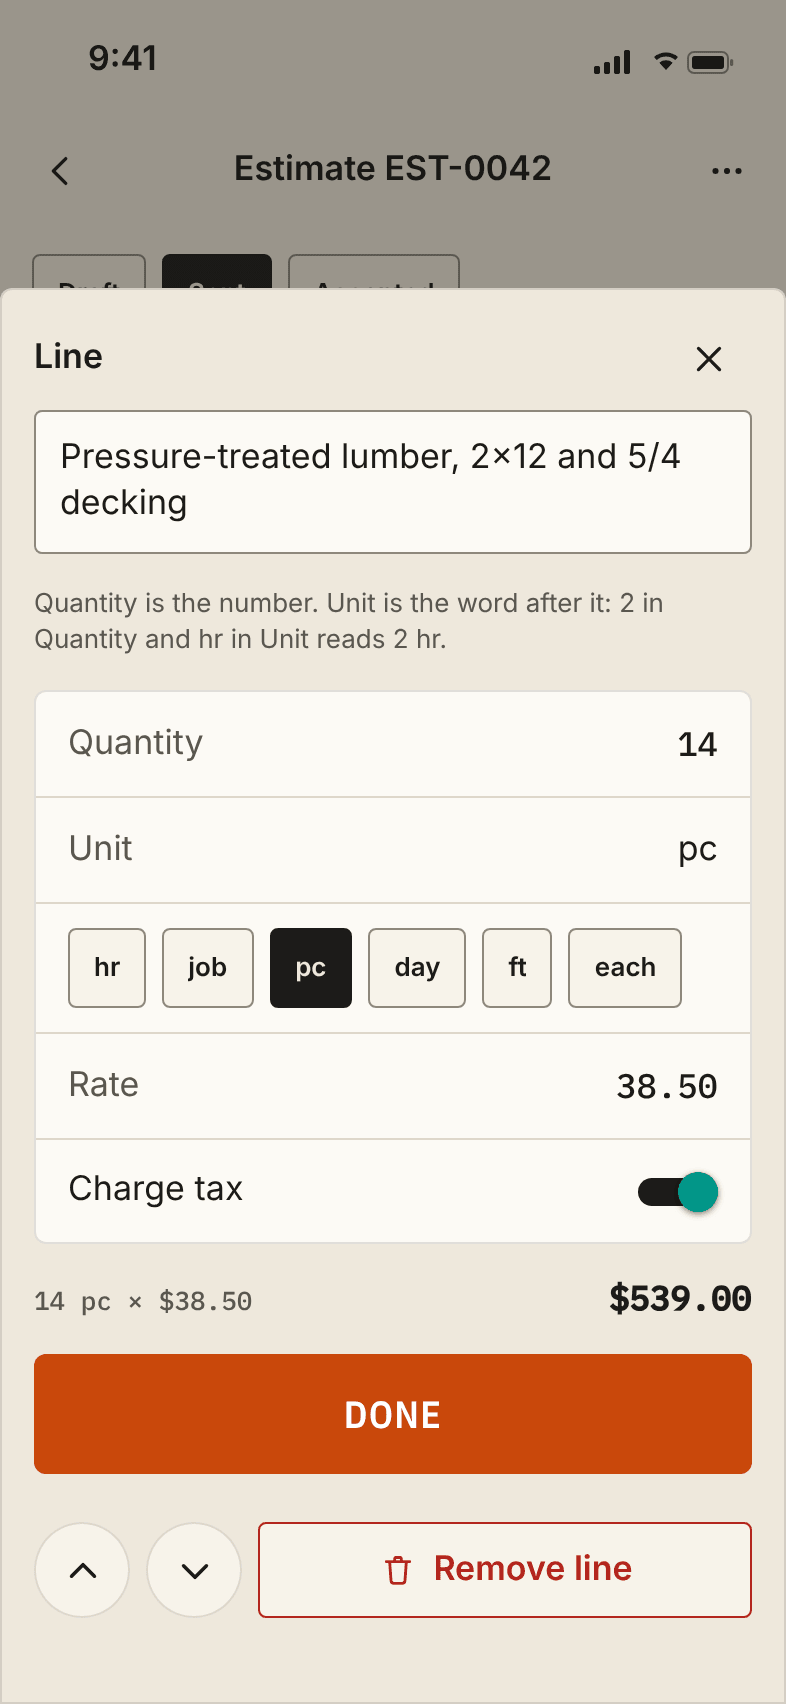 9:41
Estimate EST-0042
Draft Sent Accepted
Line
Pressure-treated lumber, 2×12 and 5/4
decking
Quantity is the number. Unit is the word after it: 2 in
Quantity and hr in Unit reads 2 hr.
Quantity 14
Unit pc
hr job pc day ft each
Rate 38.50
Charge tax
14 pc × $38.50 $539.00
DONE
Remove line